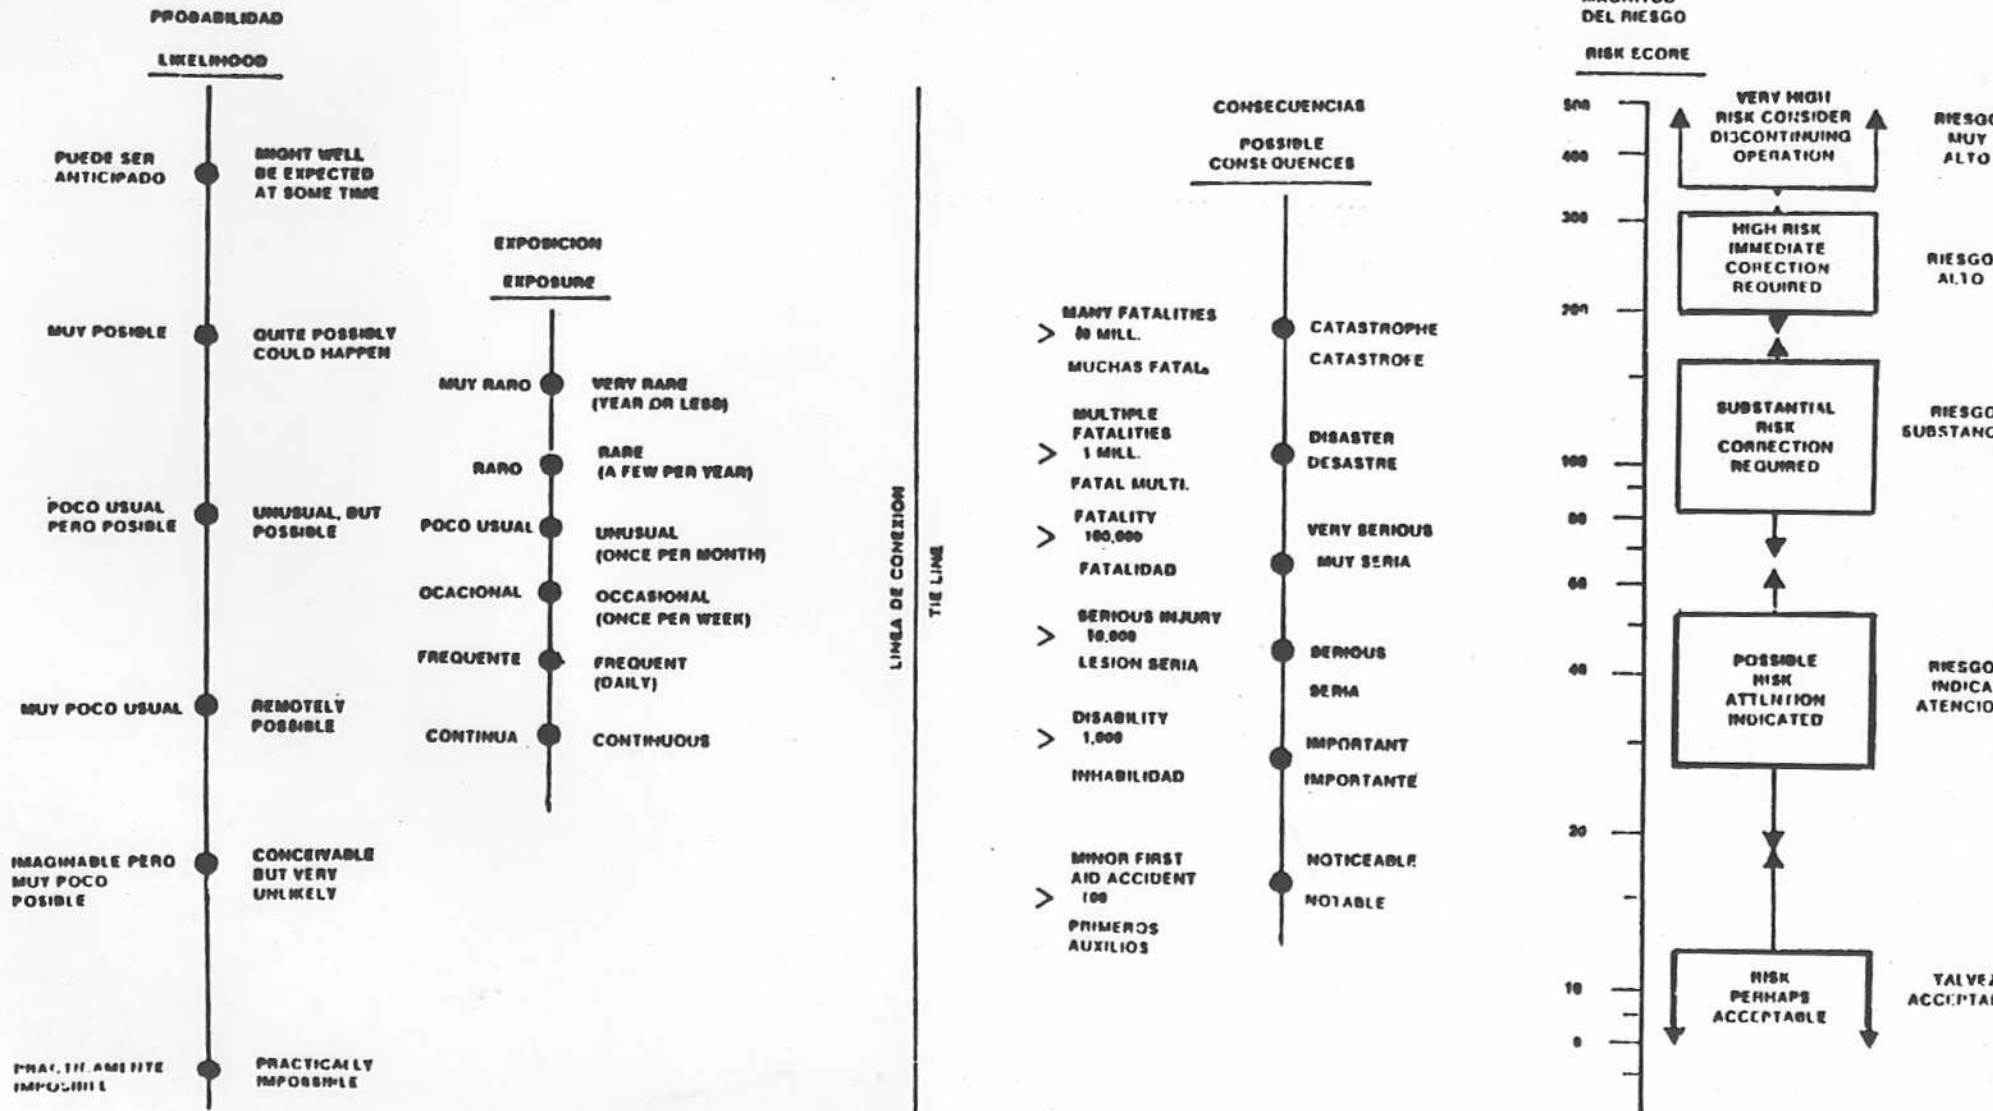 PROBABILIDAD
LIKELIHOOD
PUEDE SER
ANTICIPADO
MIGHT WELL
BE EXPECTED
AT SOME TIME
MUY POSIBLE
QUITE POSSIBLY
COULD HAPPEN
POCO USUAL
PERO POSIBLE
UNUSUAL, BUT
POSSIBLE
MUY POCO USUAL
REMOTELY
POSSIBLE
IMAGINABLE PERO
MUY POCO
POSIBLE
CONCEIVABLE
BUT VERY
UNLIKELY
PRACTICALLY
IMPOSSIBLE
EXPOSICION
EXPOSURE
MUY RARO
VERY RARE
(YEAR OR LESS)
RARO
RARE
(A FEW PER YEAR)
POCO USUAL
UNUSUAL
(ONCE PER MONTH)
OCACIONAL
OCCASIONAL
(ONCE PER WEEK)
FREQUENTE
FREQUENT
(DAILY)
CONTINUA
CONTINUOUS
LINEA DE CONEXION
TIE LINE
CONSECUENCIAS
POSSIBLE
CONSEQUENCES
> MANY FATALITIES
MILL.
MUCHAS FATAL.
CATASTROPHE
CATASTROFE
MULTIPLE
FATALITIES
> 1 MILL.
FATAL MULTI.
DISASTER
DESASTRE
FATALITY
> 100,000
FATALIDAD
VERY SERIOUS
MUY SERIA
SERIOUS INJURY
> 10,000
LESION SERIA
SERIOUS
SERIA
DISABILITY
> 1,000
INHABILIDAD
IMPORTANT
IMPORTANTE
MINOR FIRST
AID ACCIDENT
> 100
PRIMEROS
AUXILIOS
NOTICEABLE
NOTABLE
DEL RIESGO
RISK SCORE
500
400
300
200
100
80
60
40
20
10
VERY HIGH
RISK CONSIDER
DISCONTINUING
OPERATION
RIESGO
MUY
ALTO
HIGH RISK
IMMEDIATE
CORECTION
REQUIRED
RIESGO
ALTO
SUBSTANTIAL
RISK
CORRECTION
REQUIRED
RIESGO
SUBSTANC
POSSIBLE
RISK
ATTENTION
INDICATED
RIESGO
INDICA
ATENCIO
RISK
PERHAPS
ACCEPTABLE
TALVEZ